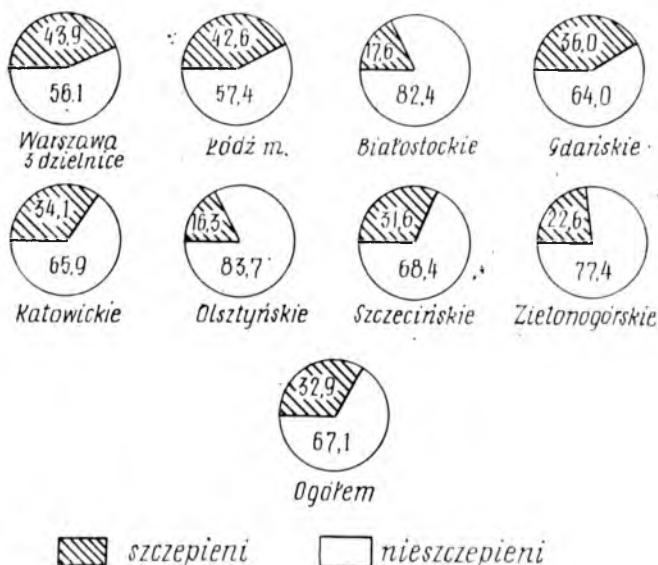 43,9
56,1
Warszawa
3 dzielnice
42,6
57,4
Łódź m.
17,6
82,4
Białostockie
36,0
64,0
Gdańskie
34,1
65,9
Katowickie
16,3
83,7
Olsztyńskie
31,6
68,4
Szczecińskie
22,6
77,4
Zielonogórskie
32,9
67,1
Ogółem
szczepieni
nieszczepieni